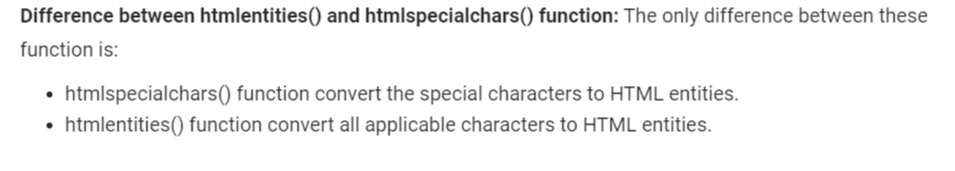 Difference between htmlentities() and htmlspecialchars() function: The only difference between these
function is:
• htmlspecialchars() function convert the special characters to HTML entities.
• htmlentities() function convert all applicable characters to HTML entities.